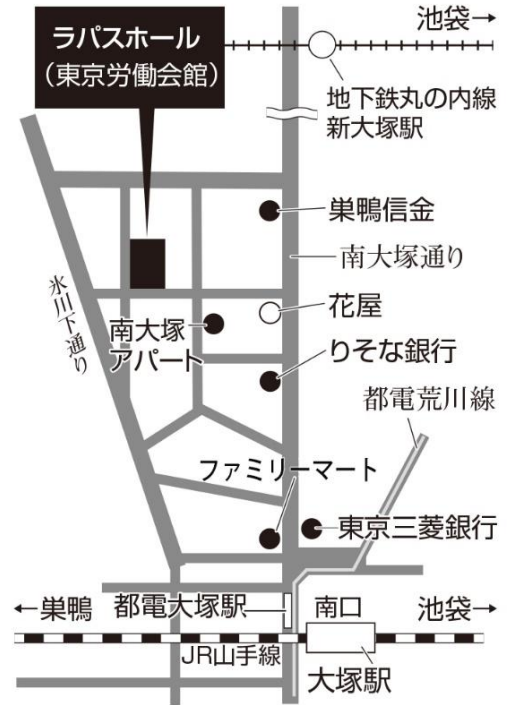 池袋→
ラパスホール
（東京労働会館）
地下鉄丸の内線
新大塚駅
巣鴨信金
南大塚通り
氷川下通り
花屋
南大塚
アパート
りそな銀行
都電荒川線
ファミリーマート
東京三菱銀行
←巣鴨
都電大塚駅
南口
池袋→
JR山手線
大塚駅